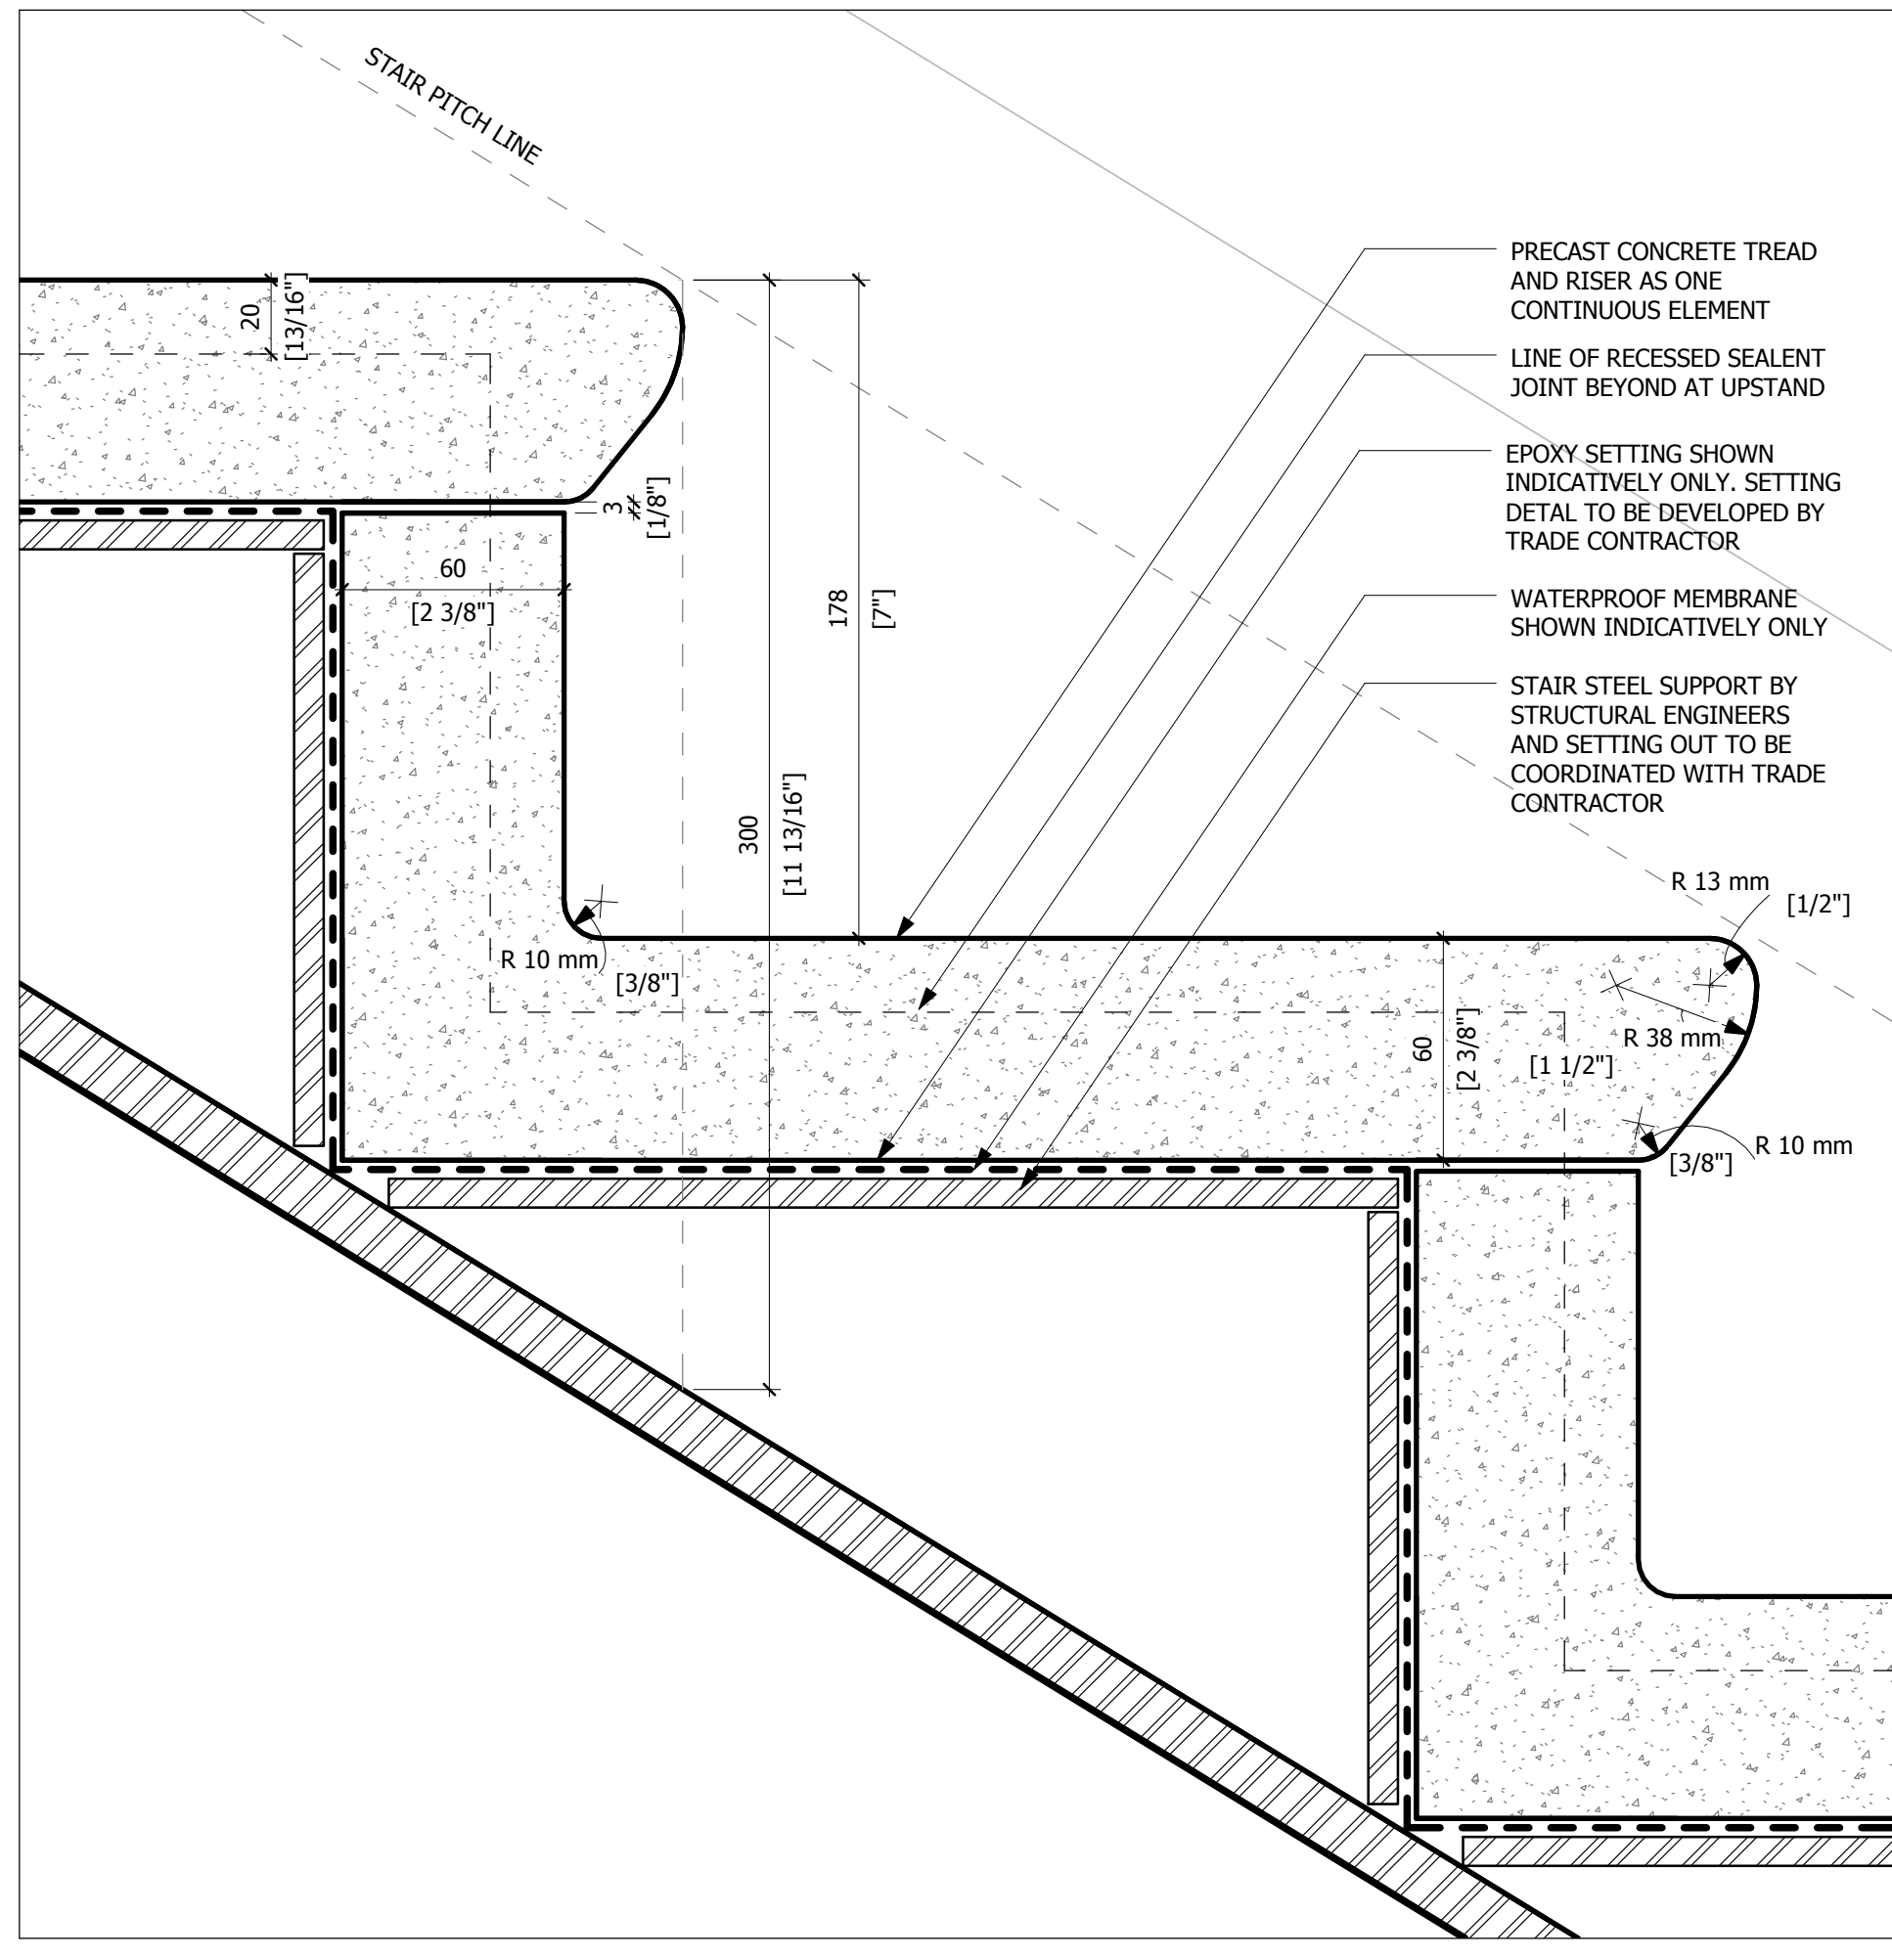 STAIR PITCH LINE
20
[13/16"]
PRECAST CONCRETE TREAD
AND RISER AS ONE
CONTINUOUS ELEMENT
LINE OF RECESSED SEALENT
JOINT BEYOND AT UPSTAND
EPOXY SETTING SHOWN
INDICATIVELY ONLY. SETTING
DETAL TO BE DEVELOPED BY
TRADE CONTRACTOR
WATERPROOF MEMBRANE
SHOWN INDICATIVELY ONLY
STAIR STEEL SUPPORT BY
STRUCTURAL ENGINEERS
AND SETTING OUT TO BE
COORDINATED WITH TRADE
CONTRACTOR
3
[1/8"]
60
[2 3/8"]
178
[7"]
300
[11 13/16"]
R 10 mm
[3/8"]
R 13 mm
[1/2"]
60
[2 3/8"]
R 38 mm
[1 1/2"]
R 10 mm
[3/8"]